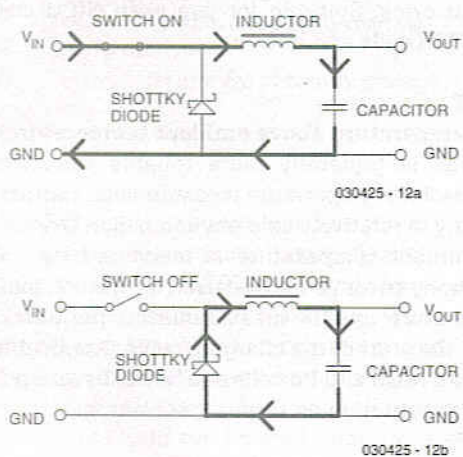 SWITCH ON
INDUCTOR
VIN
VOUT
SHOTTKY
DIODE
CAPACITOR
GND
GND
030425 - 12a
SWITCH OFF
INDUCTOR
VIN
VOUT
SHOTTKY
DIODE
CAPACITOR
GND
GND
030425 - 12b